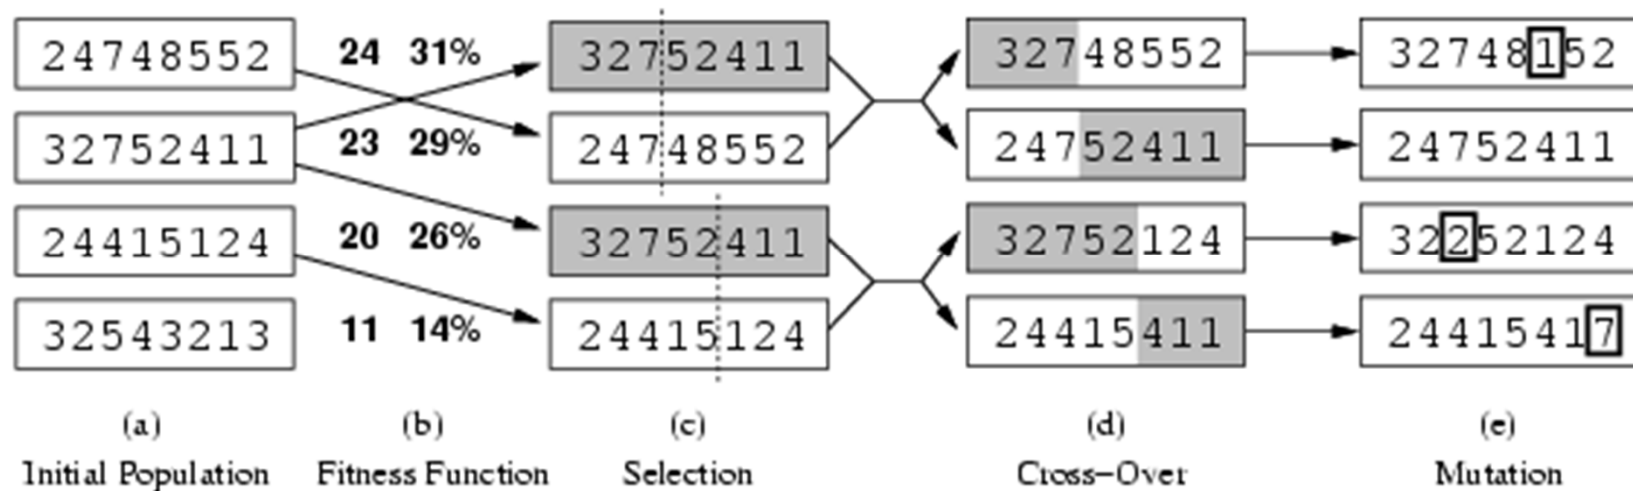 24748552 24 31% 32752411 32748552 32748152
32752411 23 29% 24748552 24752411 24752411
24415124 20 26% 32752411 32752124 32252124
32543213 11 14% 24415124 24415411 24415417
(a) (b) (c) (d) (e)
Initial Population Fitness Function Selection Cross-Over Mutation